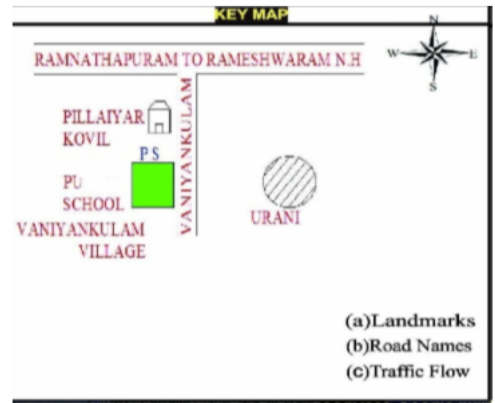 KEY MAP
N
W
E
S
RAMNATHAPURAM TO RAMESHWARAM N.H
VANIYANKULAM
PILLAIYAR
KOVIL
P S
PU
SCHOOL
VANIYANKULAM
VILLAGE
URANI
(a)Landmarks
(b)Road Names
(c)Traffic Flow